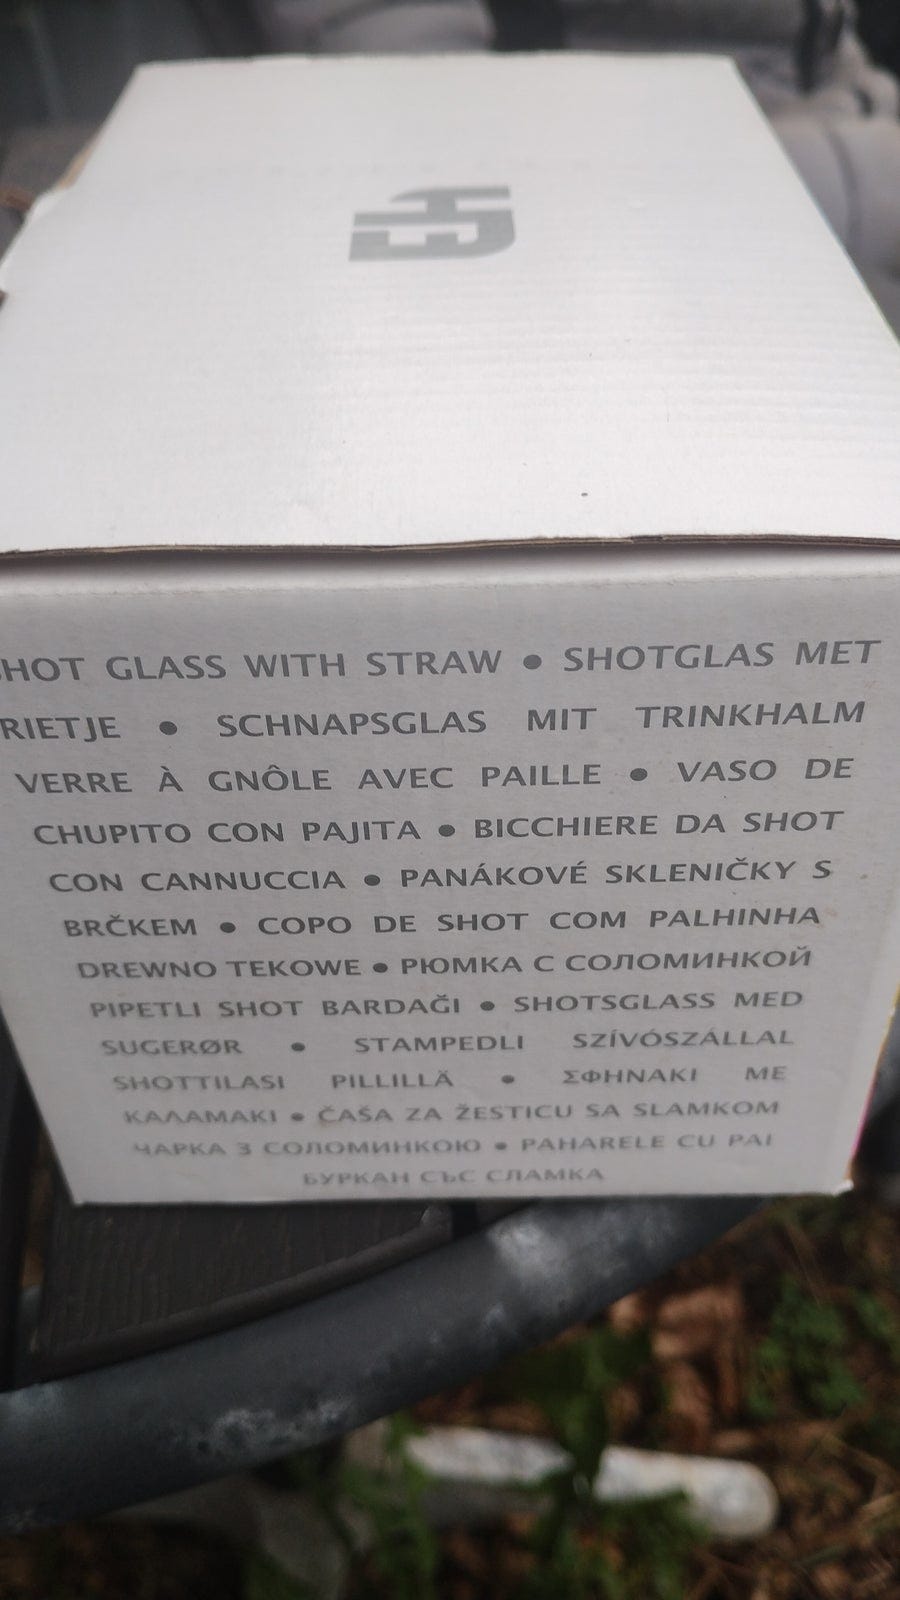 SHOT GLASS WITH STRAW • SHOTGLAS MET
RIETJE • SCHNAPSGLAS MIT TRINKHALM
VERRE À GNÔLE AVEC PAILLE • VASO DE
CHUPITO CON PAJITA • BICCHIERE DA SHOT
CON CANNUCCIA • PANÁKOVÉ SKLENIČKY S
BRČKEM • COPO DE SHOT COM PALHINHA
DREWNO TEKOWE • РЮМКА С СОЛОМИНКОЙ
PIPETLI SHOT BARDAĞI • SHOTSGLASS MED
SUGERØR • STAMPEDLI SZÍVÓSZÁLLAL
SHOTTILASI PILLILLÄ • ΣΦΗΝΑΚΙ ΜΕ
ΚΑΛΑΜΑΚΙ • ČAŠA ZA ŽESTICU SA SLAMKOM
ЧАРКА З СОЛОМИНКОЮ • PAHARELE CU PAI
БУРКАН СЪС СЛАМКА